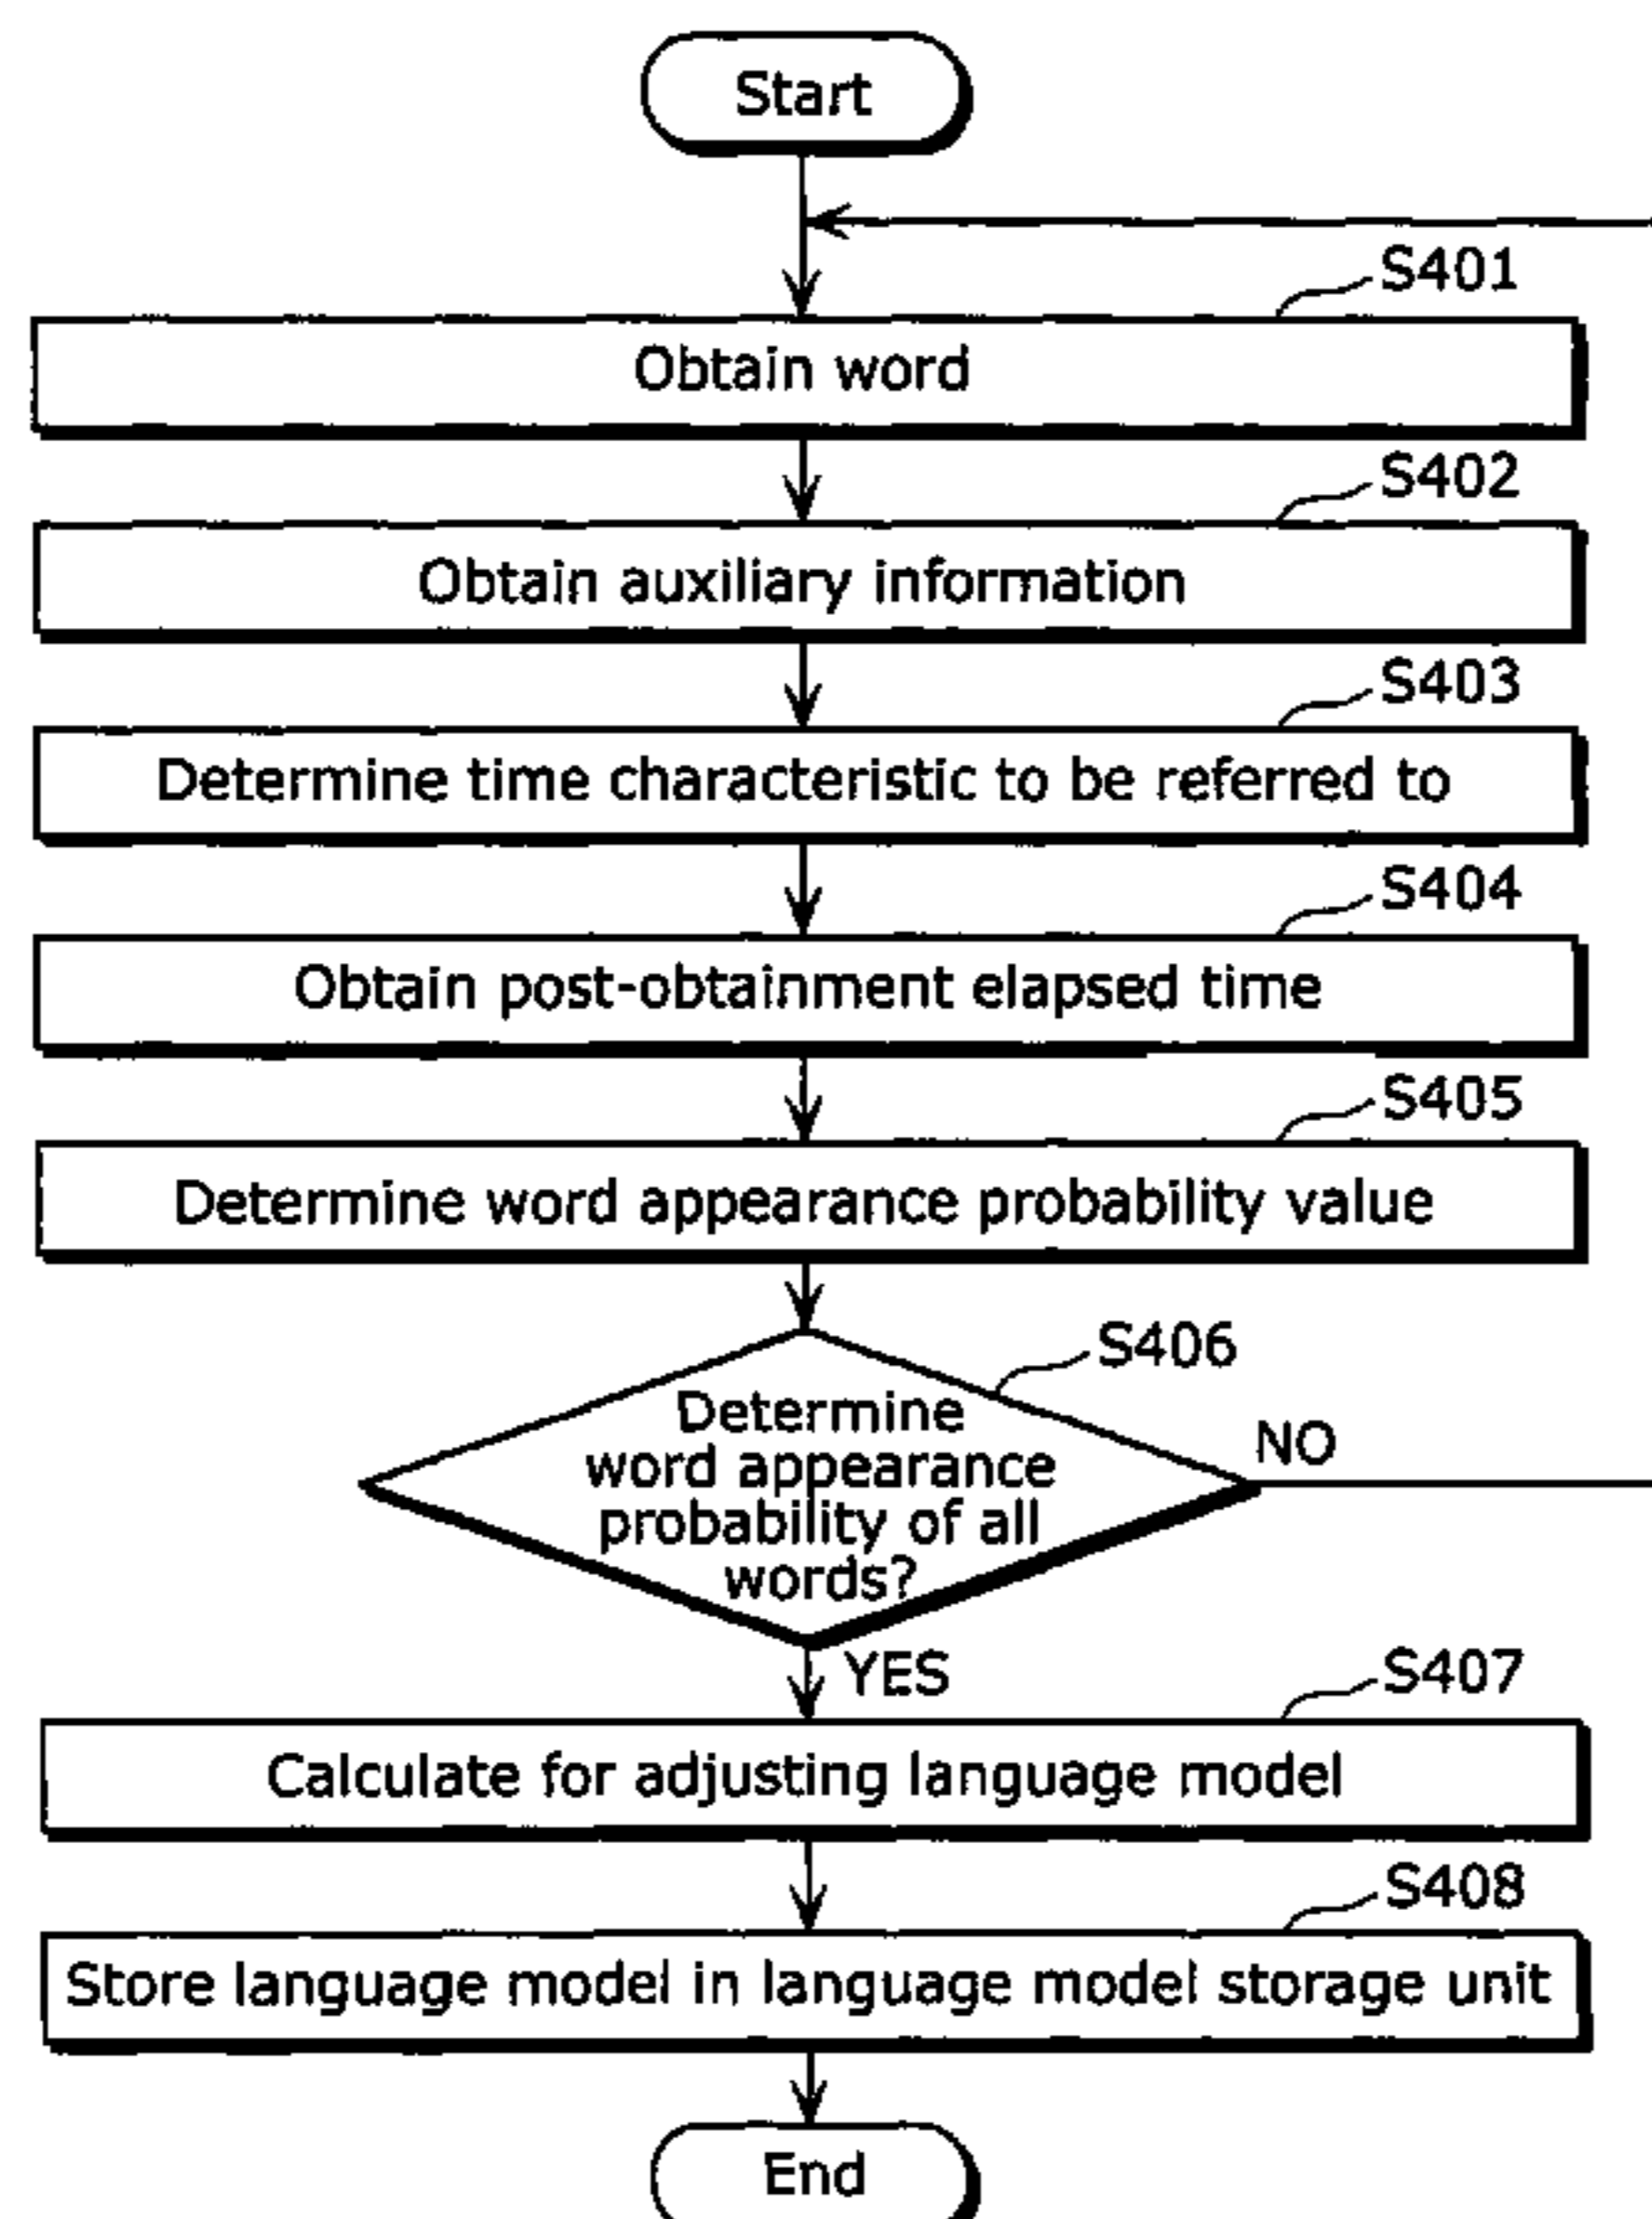 Start
S401
Obtain word
S402
Obtain auxiliary information
S403
Determine time characteristic to be referred to
S404
Obtain post-obtainment elapsed time
S405
Determine word appearance probability value
S406
Determine
word appearance
probability of all
words?
NO
YES
S407
Calculate for adjusting language model
S408
Store language model in language model storage unit
End